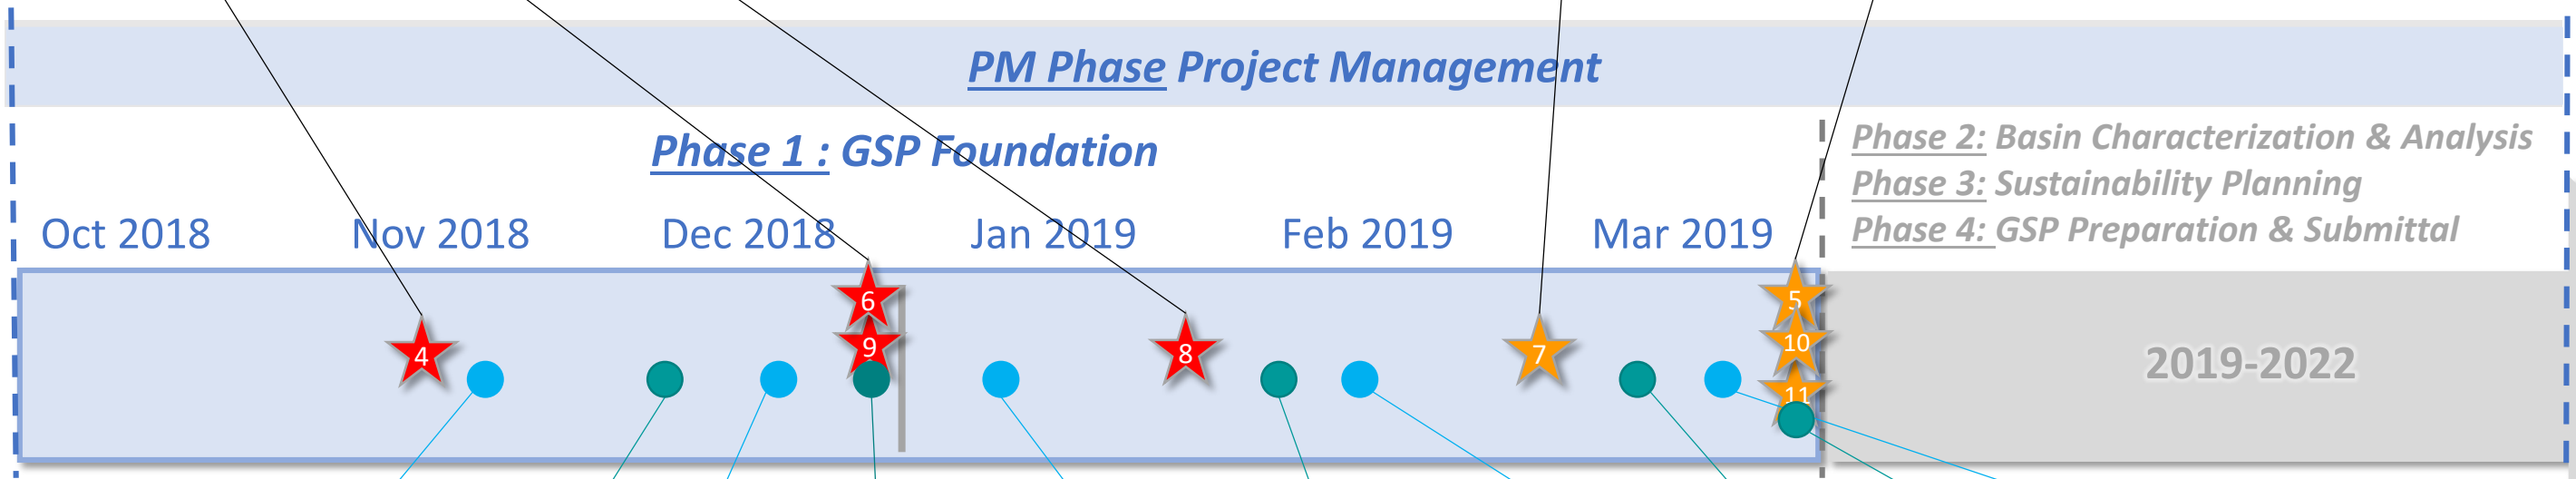 PM Phase Project Management
Phase 1 : GSP Foundation
Phase 2: Basin Characterization & Analysis
Phase 3: Sustainability Planning
Phase 4: GSP Preparation & Submittal
Oct 2018 Nov 2018 Dec 2018 Jan 2019 Feb 2019 Mar 2019
6 5
4 9 8 7 10
11
2019-2022